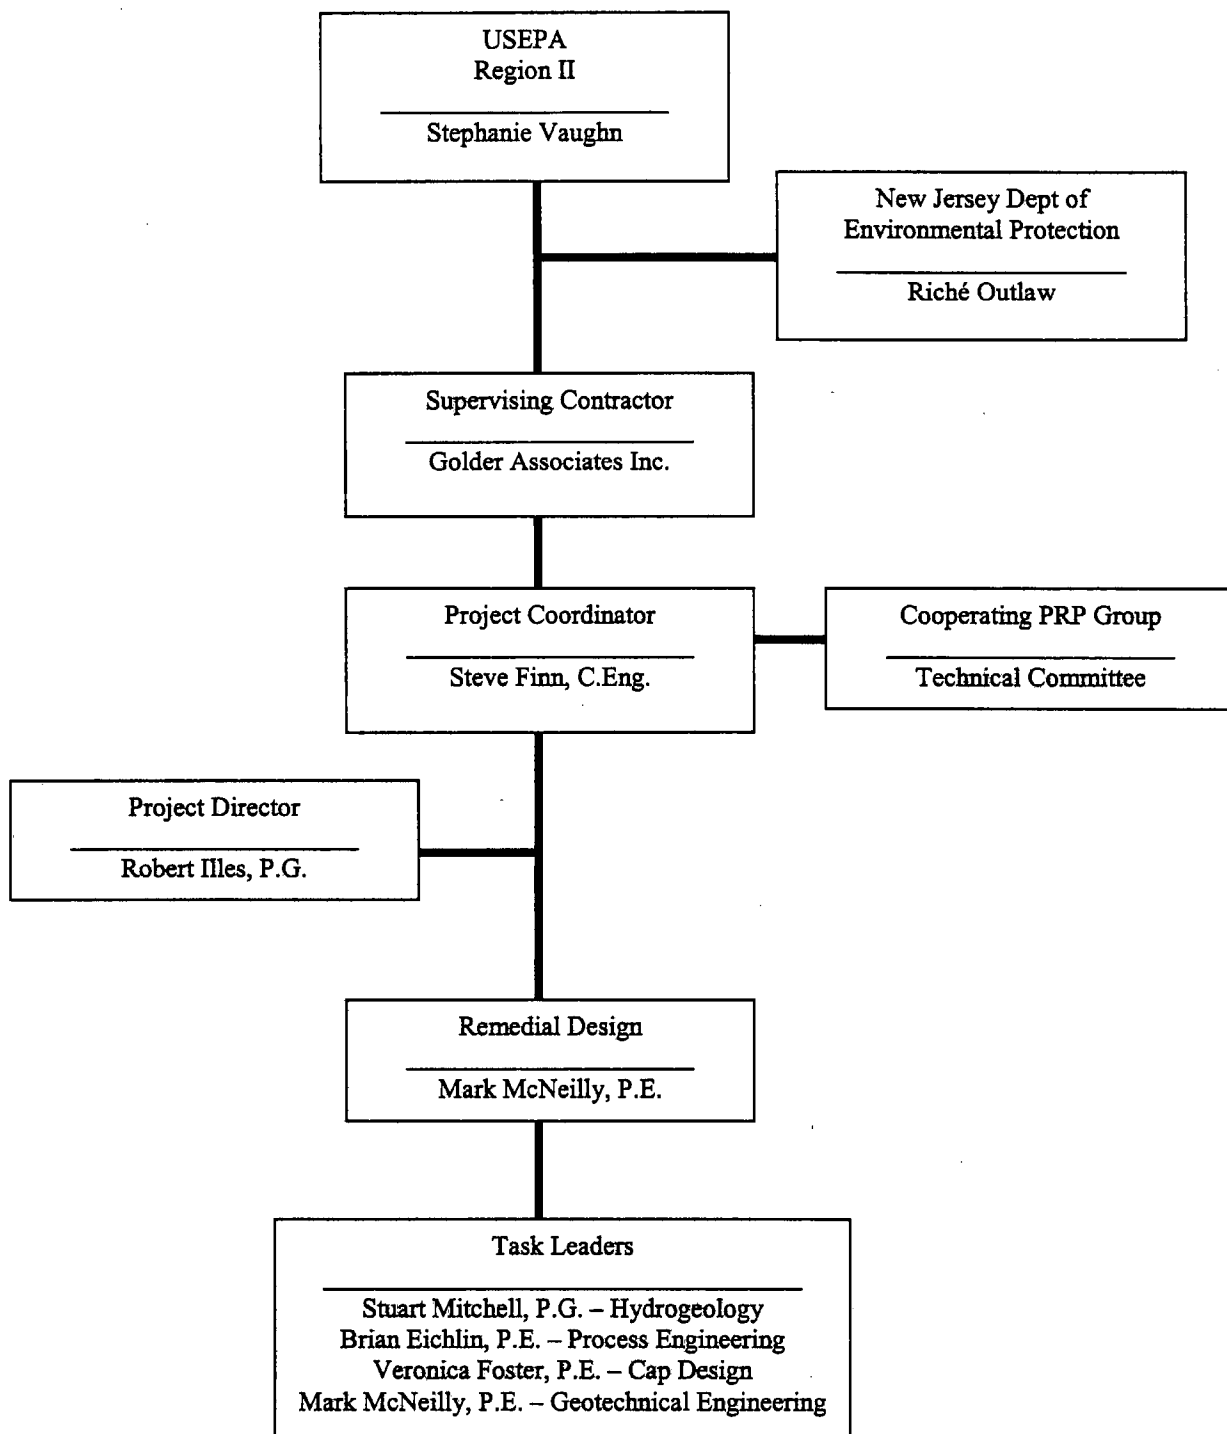 USEPA
Region II
Stephanie Vaughn
New Jersey Dept of
Environmental Protection
Riché Outlaw
Supervising Contractor
Golder Associates Inc.
Project Coordinator
Steve Finn, C.Eng.
Cooperating PRP Group
Technical Committee
Project Director
Robert Illes, P.G.
Remedial Design
Mark McNeilly, P.E.
Task Leaders
Stuart Mitchell, P.G. – Hydrogeology
Brian Eichlin, P.E. – Process Engineering
Veronica Foster, P.E. – Cap Design
Mark McNeilly, P.E. – Geotechnical Engineering